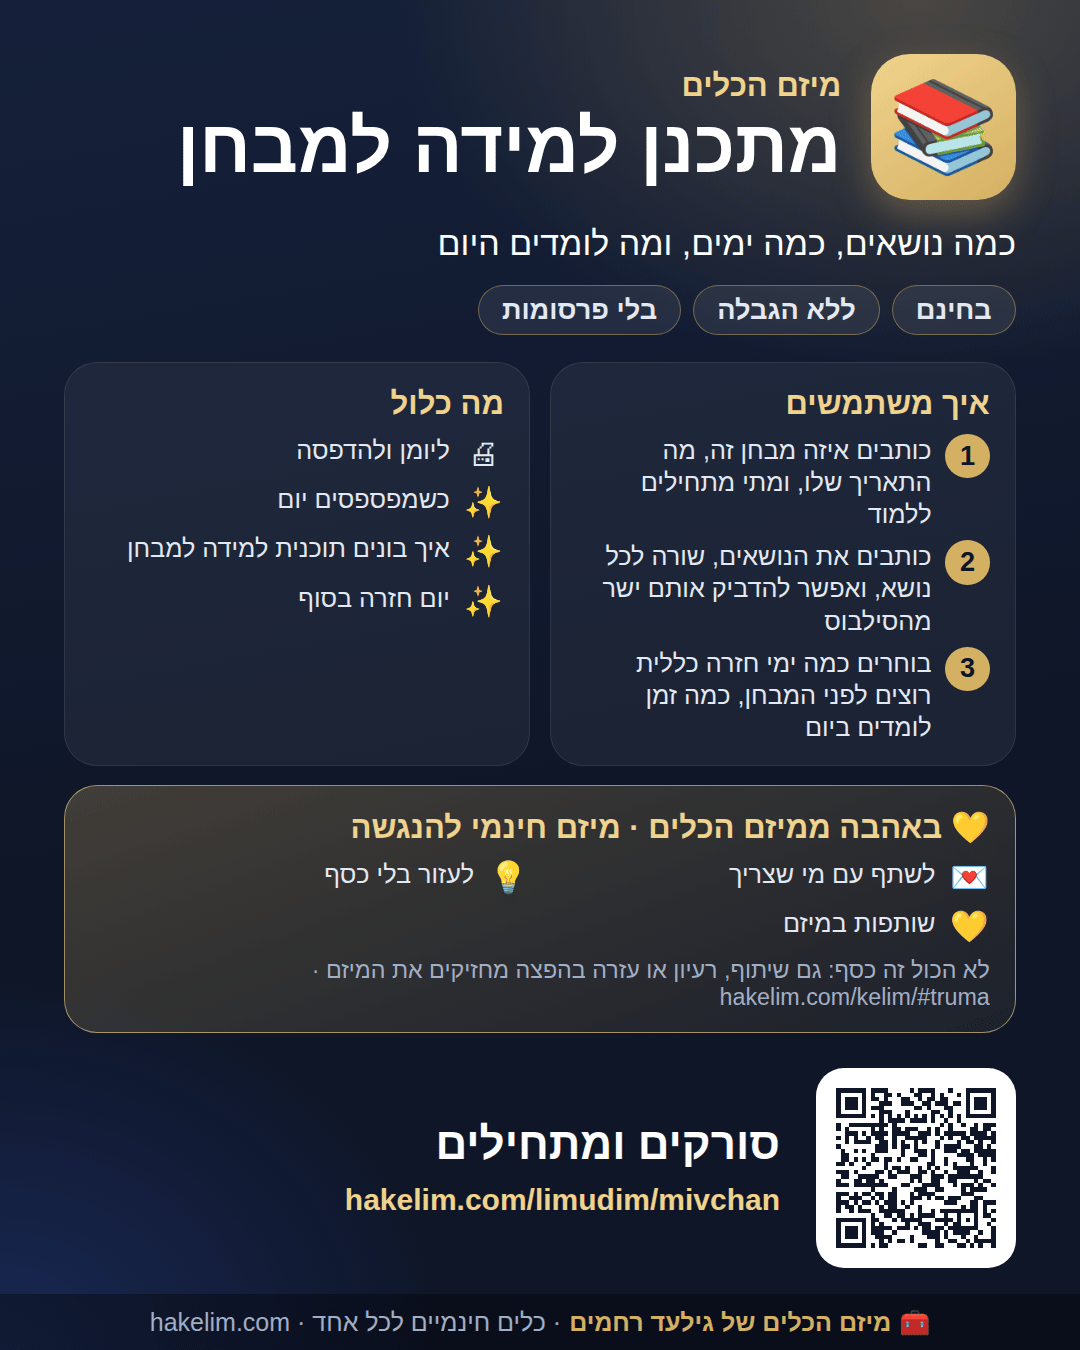 מיזם הכלים
מתכנן למידה למבחן
כמה נושאים, כמה ימים, ומה לומדים היום
בחינם
ללא הגבלה
בלי פרסומות
איך משתמשים
1
כותבים איזה מבחן זה, מה
התאריך שלו, ומתי מתחילים
ללמוד
2
כותבים את הנושאים, שורה לכל
נושא, ואפשר להדביק אותם ישר
מהסילבוס
3
בוחרים כמה ימי חזרה כללית
רוצים לפני המבחן, כמה זמן
לומדים ביום
מה כלול
ליומן ולהדפסה
כשמפספסים יום
איך בונים תוכנית למידה למבחן
יום חזרה בסוף
באהבה ממיזם הכלים · מיזם חינמי להנגשה
לשתף עם מי שצריך
לעזור בלי כסף
שותפות במיזם
לא הכול זה כסף: גם שיתוף, רעיון או עזרה בהפצה מחזיקים את המיזם ·
hakelim.com/kelim/#truma
סורקים ומתחילים
hakelim.com/limudim/mivchan
מיזם הכלים של גילעד רחמים · כלים חינמיים לכל אחד · hakelim.com